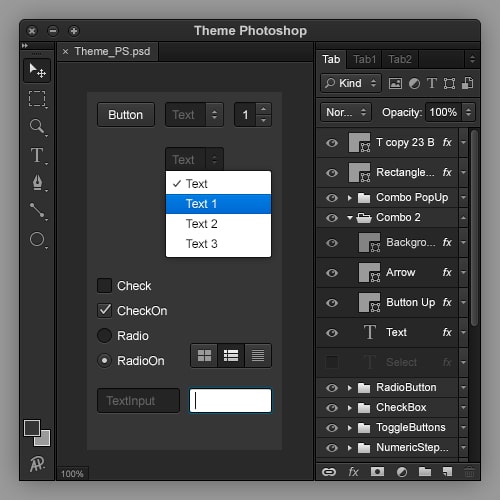 Theme Photoshop
× Theme_PS.psd
Tab Tab1 Tab2
Kind T
Nor... Opacity: 100%
Button Text 1
Text
✓ Text
Text 1
Text 2
Text 3
Check
CheckOn
Radio
RadioOn
TextInput
100%
T copy 23 B fx
Rectangle... fx
Combo PopUp
Combo 2
Backgro... fx
Arrow fx
Button Up fx
T Text fx
Select fx
RadioButton
CheckBox
ToggleButtons
NumericStep...
fx